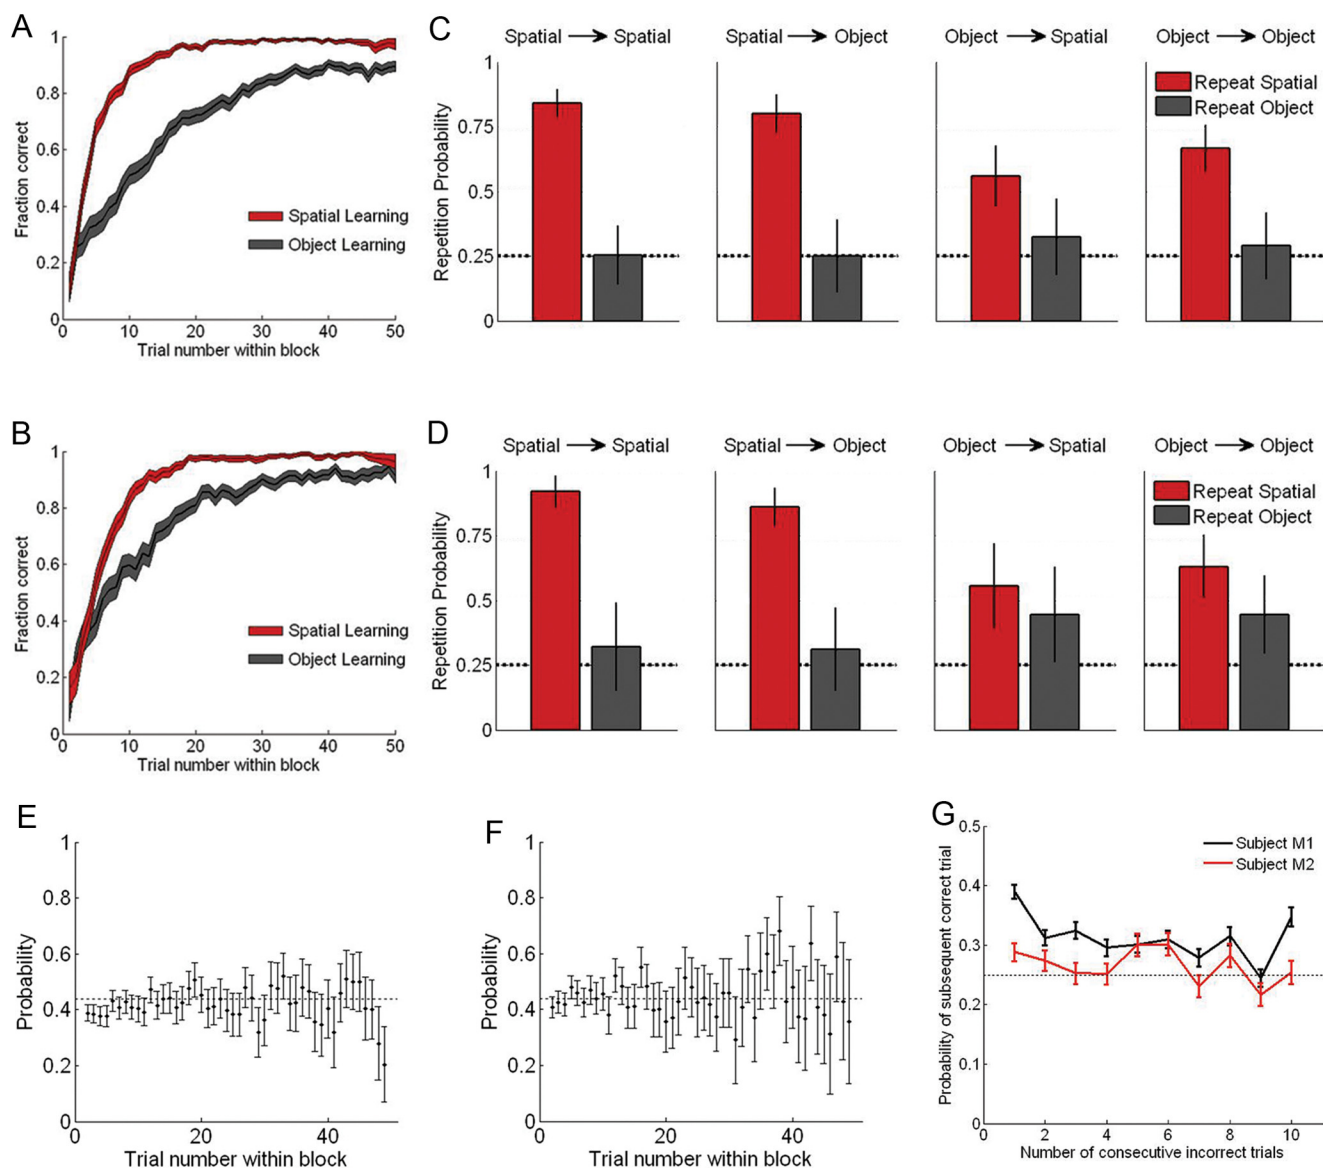 A
Fraction correct
1
0.8
0.6
0.4
0.2
0
0 10 20 30 40 50
Trial number within block
Spatial Learning
Object Learning
C
Spatial → Spatial
Spatial → Object
Object → Spatial
Object → Object
Repetition Probability
1
0.75
0.5
0.25
0
Repeat Spatial
Repeat Object
B
Fraction correct
1
0.8
0.6
0.4
0.2
0
0 10 20 30 40 50
Trial number within block
Spatial Learning
Object Learning
D
Spatial → Spatial
Spatial → Object
Object → Spatial
Object → Object
Repetition Probability
1
0.75
0.5
0.25
0
Repeat Spatial
Repeat Object
E
Probability
1
0.8
0.6
0.4
0.2
0
0 20 40
Trial number within block
F
Probability
1
0.8
0.6
0.4
0.2
0
0 20 40
Trial number within block
G
Probability of subsequent correct trial
0.5
0.4
0.3
0.2
0.1
0
0 2 4 6 8 10
Number of consecutive incorrect trials
Subject M1
Subject M2